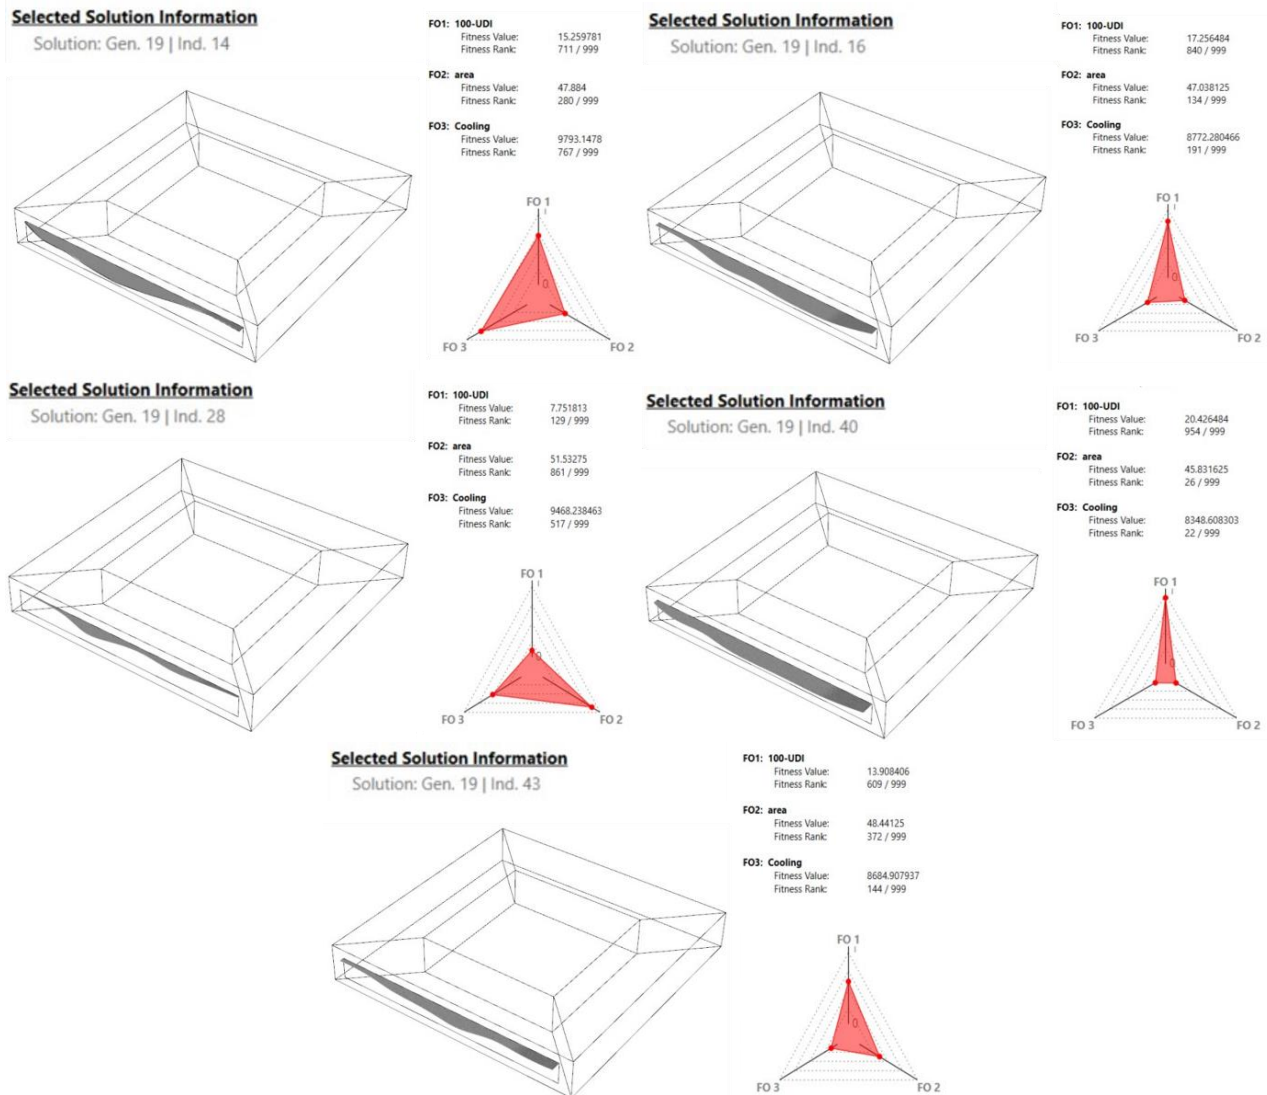 Selected Solution Information
Solution: Gen. 19 | Ind. 14
FO1: 100-UDI
Fitness Value: 15.259781
Fitness Rank: 711 / 999
FO2: area
Fitness Value: 47.884
Fitness Rank: 280 / 999
FO3: Cooling
Fitness Value: 9793.1478
Fitness Rank: 767 / 999
FO 1
1
0
FO 3
FO 2
Selected Solution Information
Solution: Gen. 19 | Ind. 16
FO1: 100-UDI
Fitness Value: 17.256484
Fitness Rank: 840 / 999
FO2: area
Fitness Value: 47.038125
Fitness Rank: 134 / 999
FO3: Cooling
Fitness Value: 8772.280466
Fitness Rank: 191 / 999
FO 1
1
0
FO 3
FO 2
Selected Solution Information
Solution: Gen. 19 | Ind. 28
FO1: 100-UDI
Fitness Value: 7.751813
Fitness Rank: 129 / 999
FO2: area
Fitness Value: 51.53275
Fitness Rank: 861 / 999
FO3: Cooling
Fitness Value: 9468.238463
Fitness Rank: 517 / 999
FO 1
1
0
FO 3
FO 2
Selected Solution Information
Solution: Gen. 19 | Ind. 40
FO1: 100-UDI
Fitness Value: 20.426484
Fitness Rank: 954 / 999
FO2: area
Fitness Value: 45.831625
Fitness Rank: 26 / 999
FO3: Cooling
Fitness Value: 8348.608303
Fitness Rank: 22 / 999
FO 1
1
0
FO 3
FO 2
Selected Solution Information
Solution: Gen. 19 | Ind. 43
FO1: 100-UDI
Fitness Value: 13.908406
Fitness Rank: 609 / 999
FO2: area
Fitness Value: 48.44125
Fitness Rank: 372 / 999
FO3: Cooling
Fitness Value: 8684.907937
Fitness Rank: 144 / 999
FO 1
1
0
FO 3
FO 2